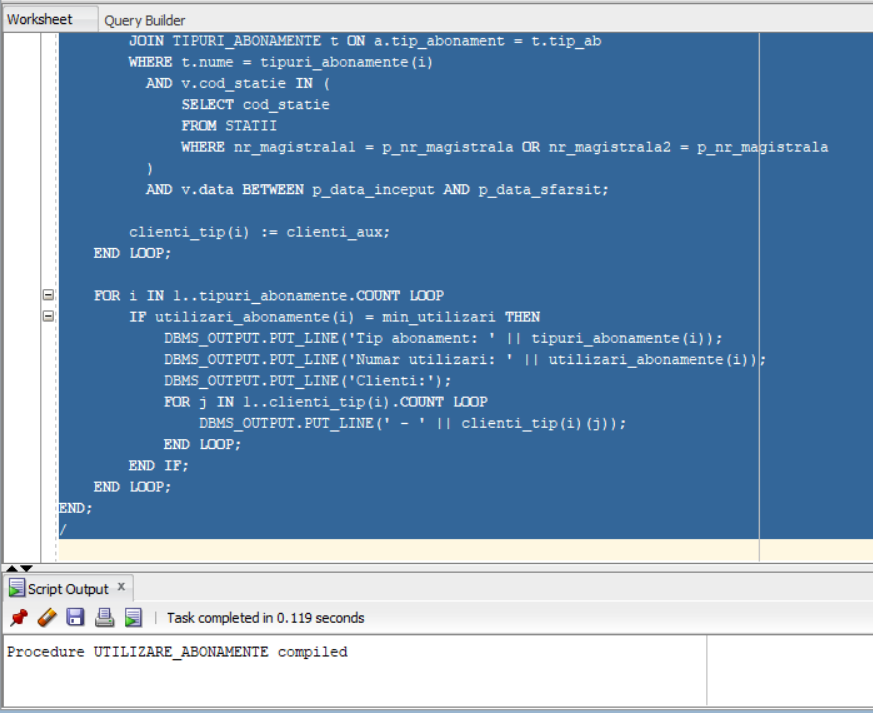 Worksheet Query Builder
JOIN TIPURI_ABONAMENTE t ON a.tip_abonament = t.tip_ab
WHERE t.nume = tipuri_abonamente(i)
AND v.cod_statie IN (
SELECT cod_statie
FROM STATII
WHERE nr_magistrala1 = p_nr_magistrala OR nr_magistrala2 = p_nr_magistrala
)
AND v.data BETWEEN p_data_inceput AND p_data_sfarsit;
clienti_tip(i) := clienti_aux;
END LOOP;
FOR i IN 1..tipuri_abonamente.COUNT LOOP
IF utilizari_abonamente(i) = min_utilizari THEN
DBMS_OUTPUT.PUT_LINE('Tip abonament: ' || tipuri_abonamente(i));
DBMS_OUTPUT.PUT_LINE('Numar utilizari: ' || utilizari_abonamente(i));
DBMS_OUTPUT.PUT_LINE('Clienti:');
FOR j IN 1..clienti_tip(i).COUNT LOOP
DBMS_OUTPUT.PUT_LINE(' - ' || clienti_tip(i)(j));
END LOOP;
END IF;
END LOOP;
END;
/
Script Output x
Task completed in 0.119 seconds
Procedure UTILIZARE_ABONAMENTE compiled